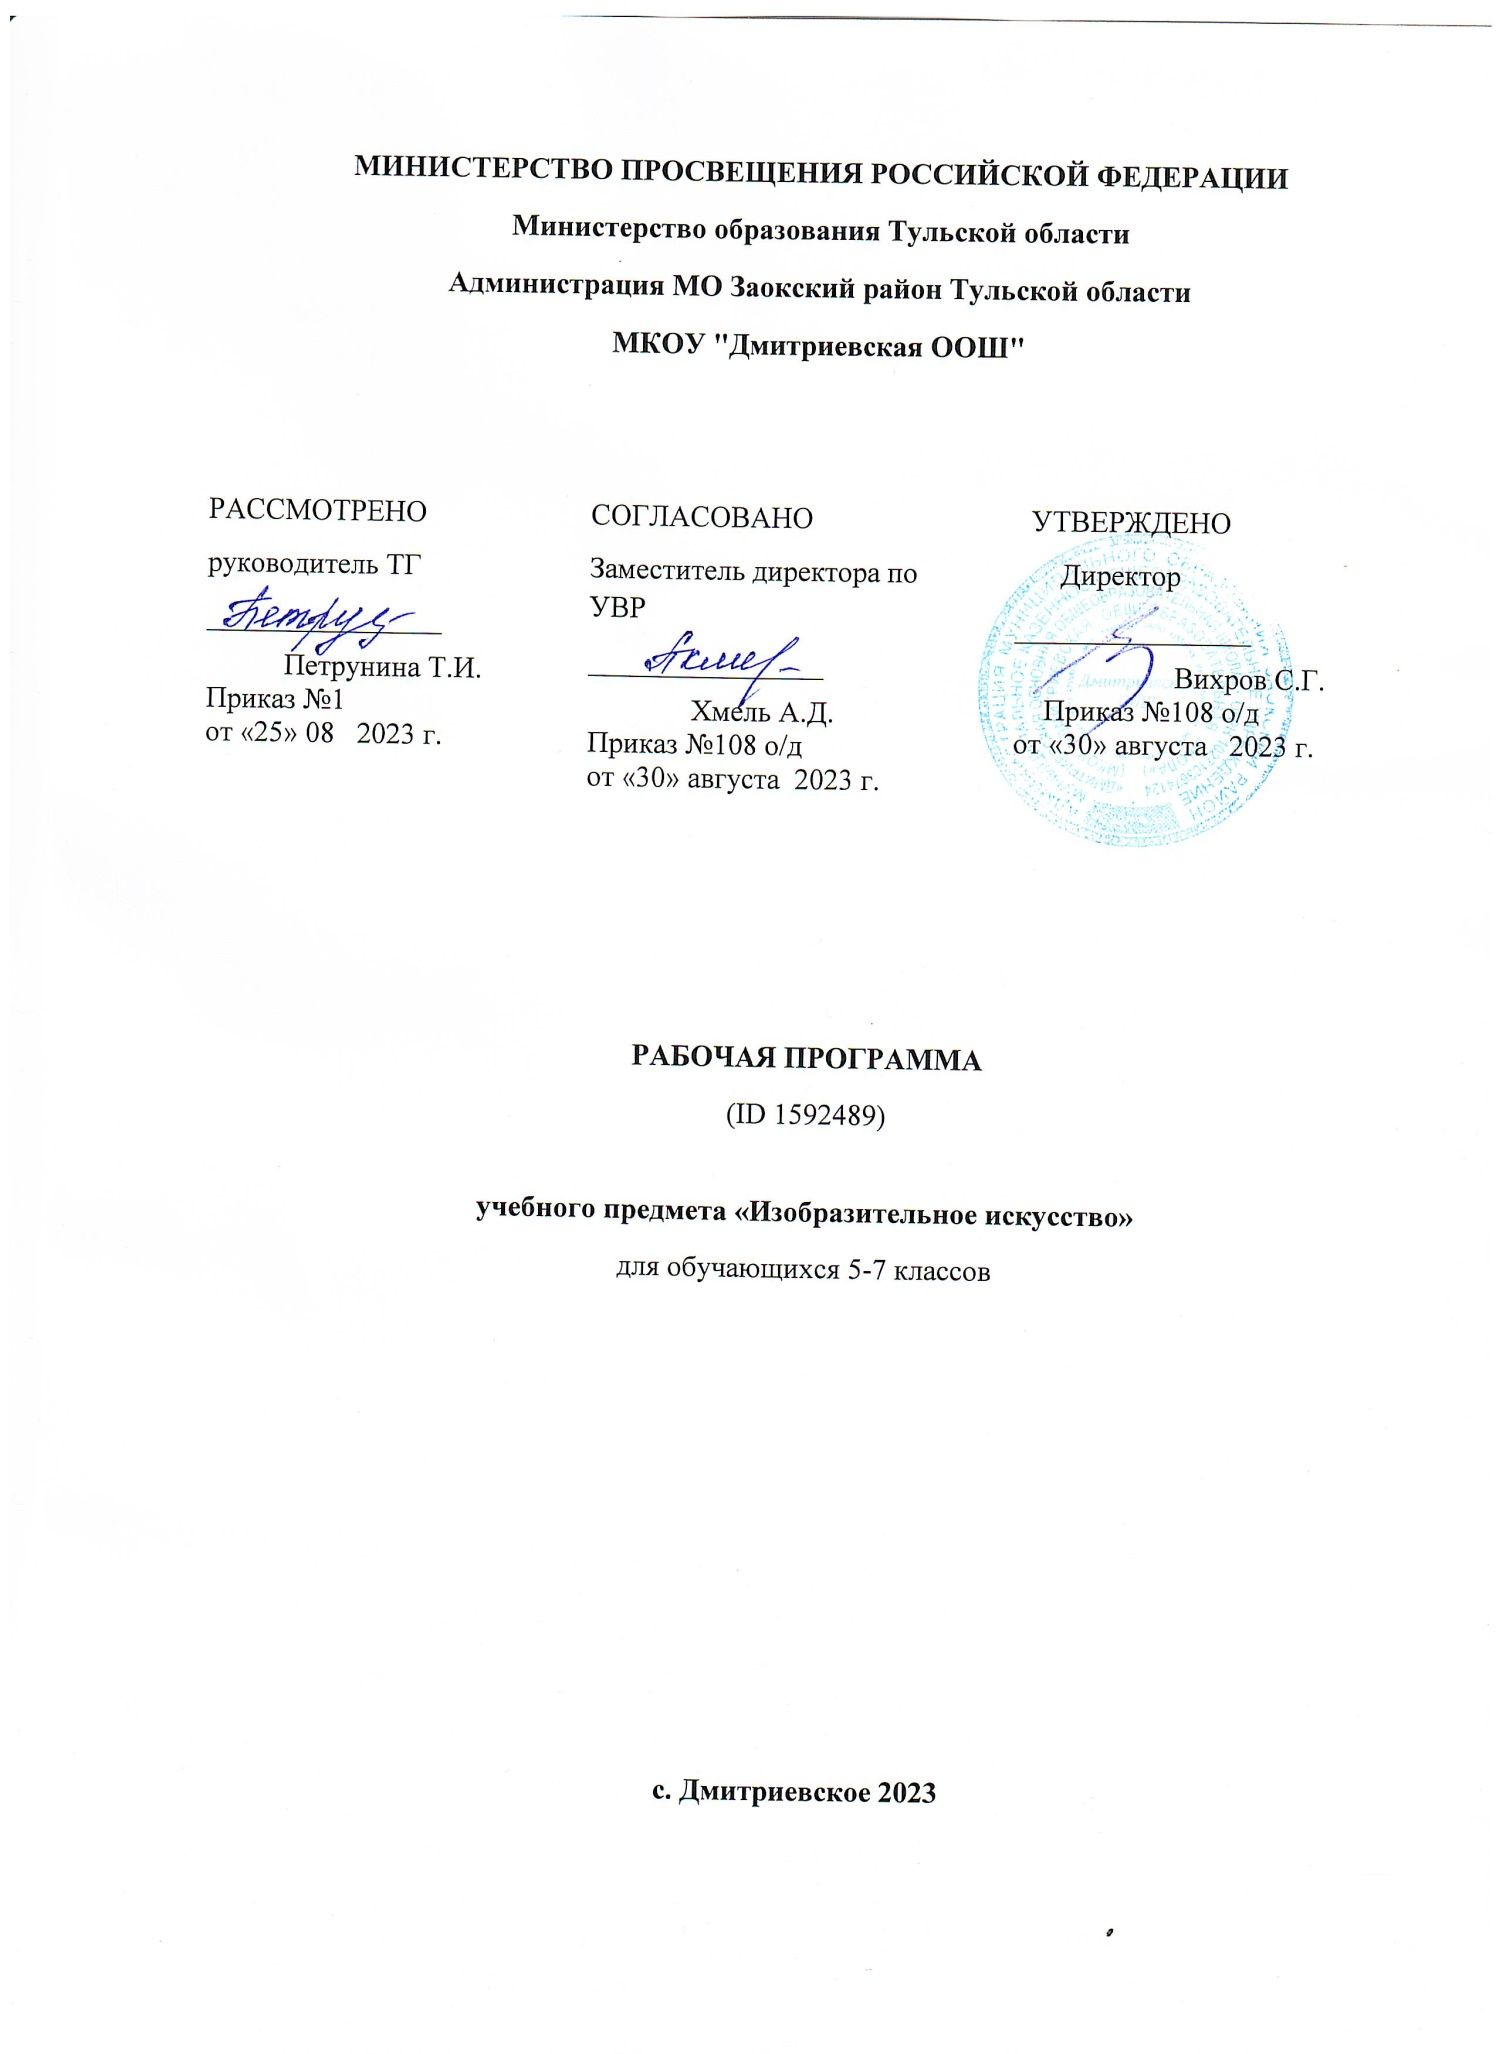 МИНИСТЕРСТВО ПРОСВЕЩЕНИЯ РОССИЙСКОЙ ФЕДЕРАЦИИ
Министерство образования Тульской области
Администрация МО Заокский район Тульской области
МКОУ "Дмитриевская ООШ"
РАССМОТРЕНО
руководитель ТГ
Петрунина Т.И.
Приказ №1
от «25» 08 2023 г.
СОГЛАСОВАНО
Заместитель директора по
УВР
Хмель А.Д.
Приказ №108 о/д
от «30» августа 2023 г.
УТВЕРЖДЕНО
Директор
Вихров С.Г.
Приказ №108 о/д
от «30» августа 2023 г.
РАБОЧАЯ ПРОГРАММА
(ID 1592489)
учебного предмета «Изобразительное искусство»
для обучающихся 5-7 классов
с. Дмитриевское 2023